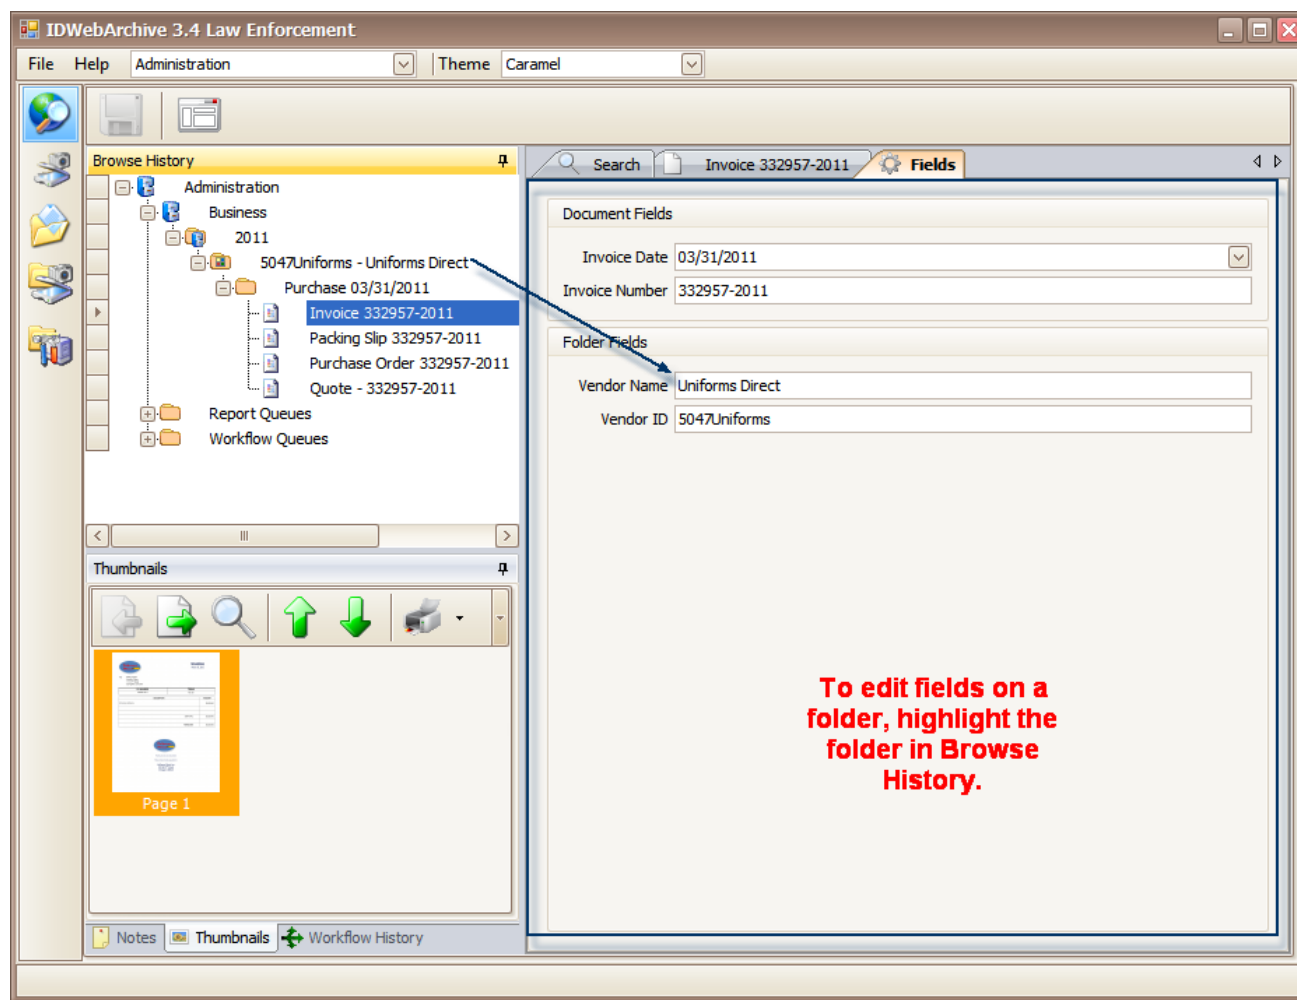 IDWebArchive 3.4 Law Enforcement
File Help Administration Theme Caramel
Browse History
Administration
Business
2011
5047Uniforms - Uniforms Direct
Purchase 03/31/2011
Invoice 332957-2011
Packing Slip 332957-2011
Purchase Order 332957-2011
Quote - 332957-2011
Report Queues
Workflow Queues
Thumbnails
Page 1
Notes Thumbnails Workflow History
Search Invoice 332957-2011 Fields
Document Fields
Invoice Date 03/31/2011
Invoice Number 332957-2011
Folder Fields
Vendor Name Uniforms Direct
Vendor ID 5047Uniforms
To edit fields on a
folder, highlight the
folder in Browse
History.